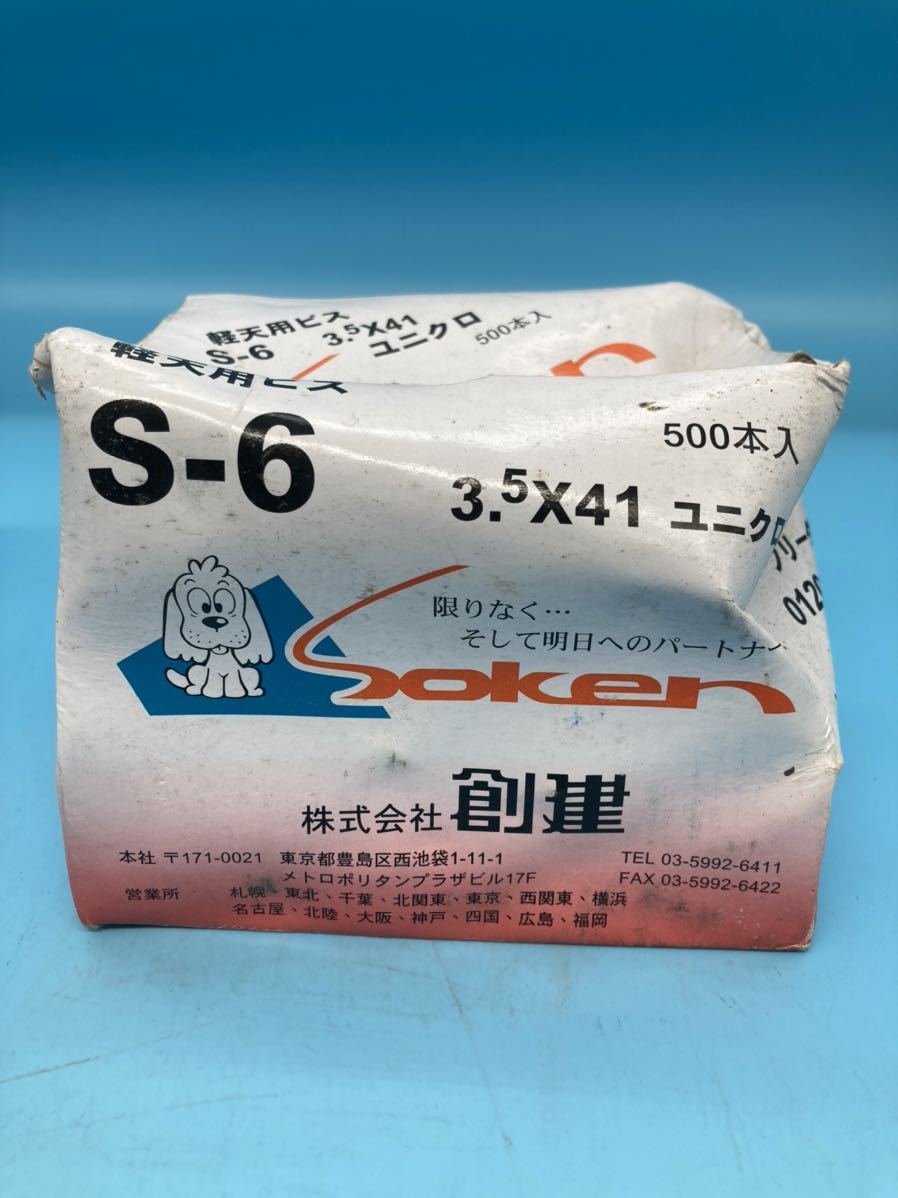 軽天用ビス
S-6 3.5X41
ユニクロ
500本入
軽天用ビス
S-6
500本入
3.5X41 ユニクロ
限りなく…
そして明日へのパートナー
Soken
株式会社 創建
本社 〒171-0021 東京都豊島区西池袋1-11-1
メトロポリタンプラザビル17F
TEL 03-5992-6411
FAX 03-5992-6422
営業所 札幌、東北、千葉、北関東、東京、西関東、横浜
名古屋、北陸、大阪、神戸、四国、広島、福岡